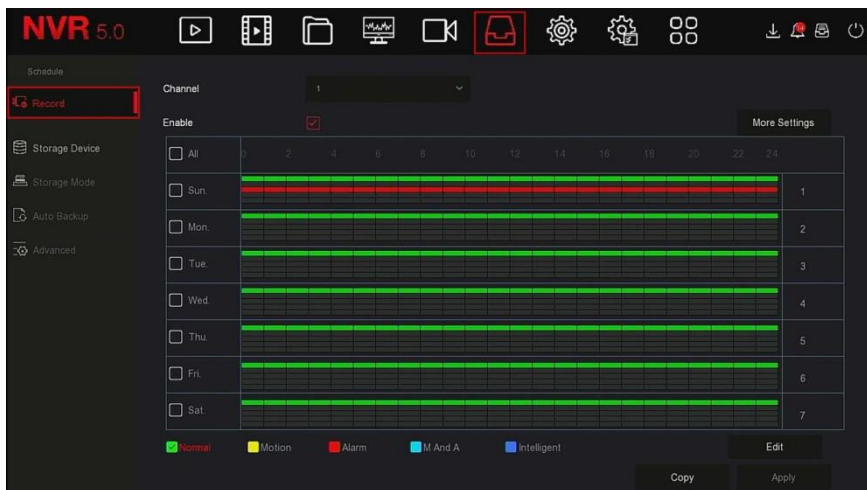 NVR 5.0
Schedule
Record
Storage Device
Storage Mode
Auto Backup
Advanced
Channel 1
Enable
More Settings
All 0 2 4 6 8 10 12 14 16 18 20 22 24
Sun. 1
Mon. 2
Tue. 3
Wed. 4
Thu. 5
Fri. 6
Sat. 7
Normal Motion Alarm M And A Intelligent
Edit
Copy Apply